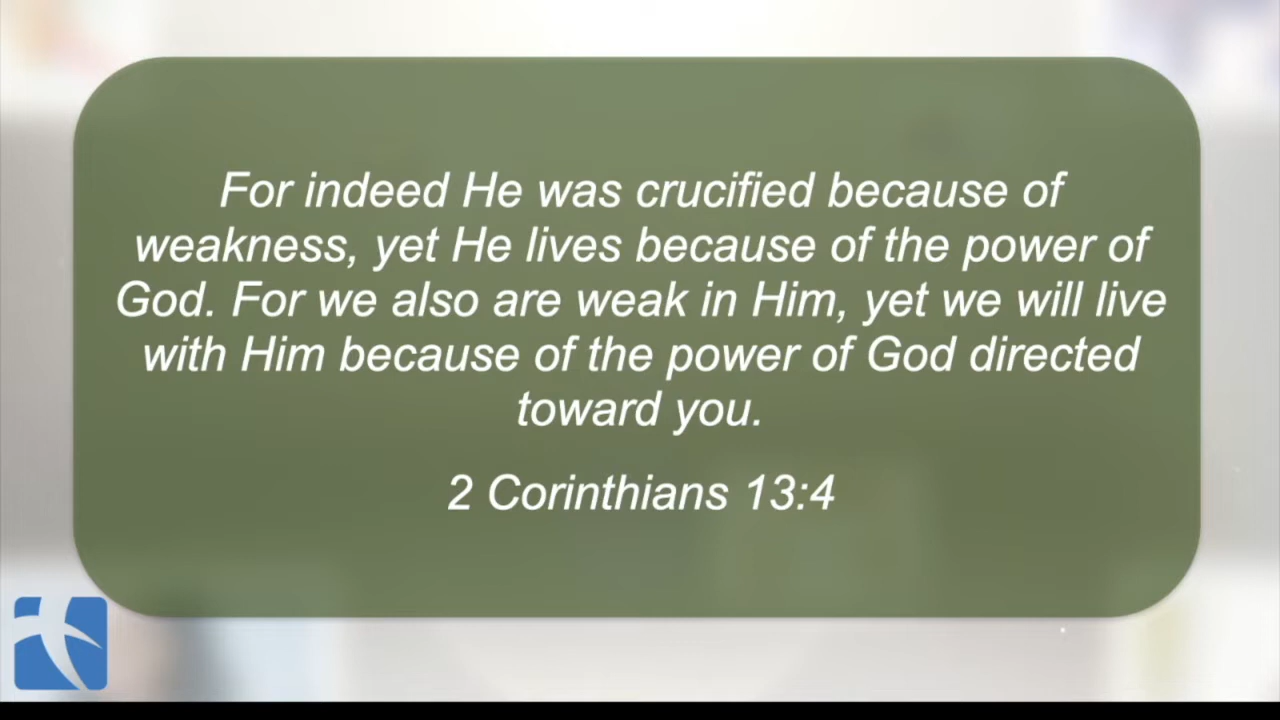 For indeed He was crucified because of
weakness, yet He lives because of the power of
God. For we also are weak in Him, yet we will live
with Him because of the power of God directed
toward you.
2 Corinthians 13:4